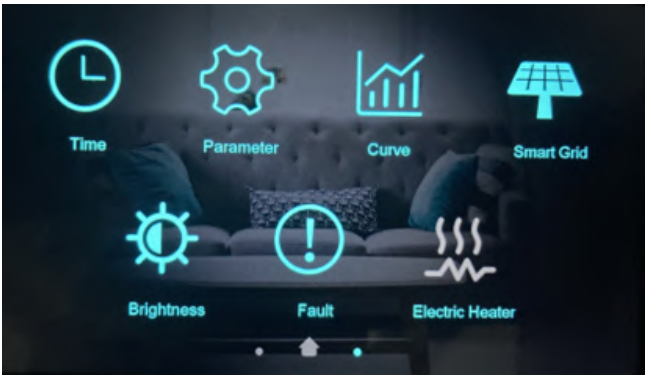 Time
Parameter
Curve
Smart Grid
Brightness
Fault
Electric Heater